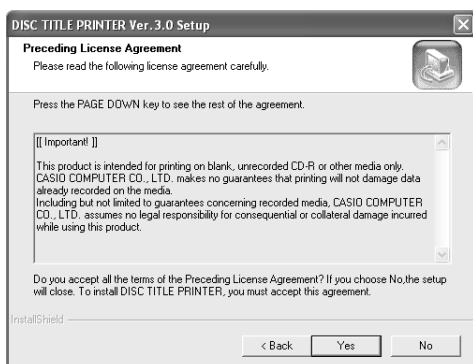 DISC TITLE PRINTER Ver.3.0 Setup
Preceding License Agreement
Please read the following license agreement carefully.
Press the PAGE DOWN key to see the rest of the agreement.
[[ Important! ]]
This product is intended for printing on blank, unrecorded CD-R or other media only.
CASIO COMPUTER CO., LTD. makes no guarantees that printing will not damage data
already recorded on the media.
Including but not limited to guarantees concerning recorded media, CASIO COMPUTER
CO., LTD. assumes no legal responsibility for consequential or collateral damage incurred
while using this product.
Do you accept all the terms of the Preceding License Agreement? If you choose No,the setup
will close. To install DISC TITLE PRINTER, you must accept this agreement.
InstallShield
< Back
Yes
No